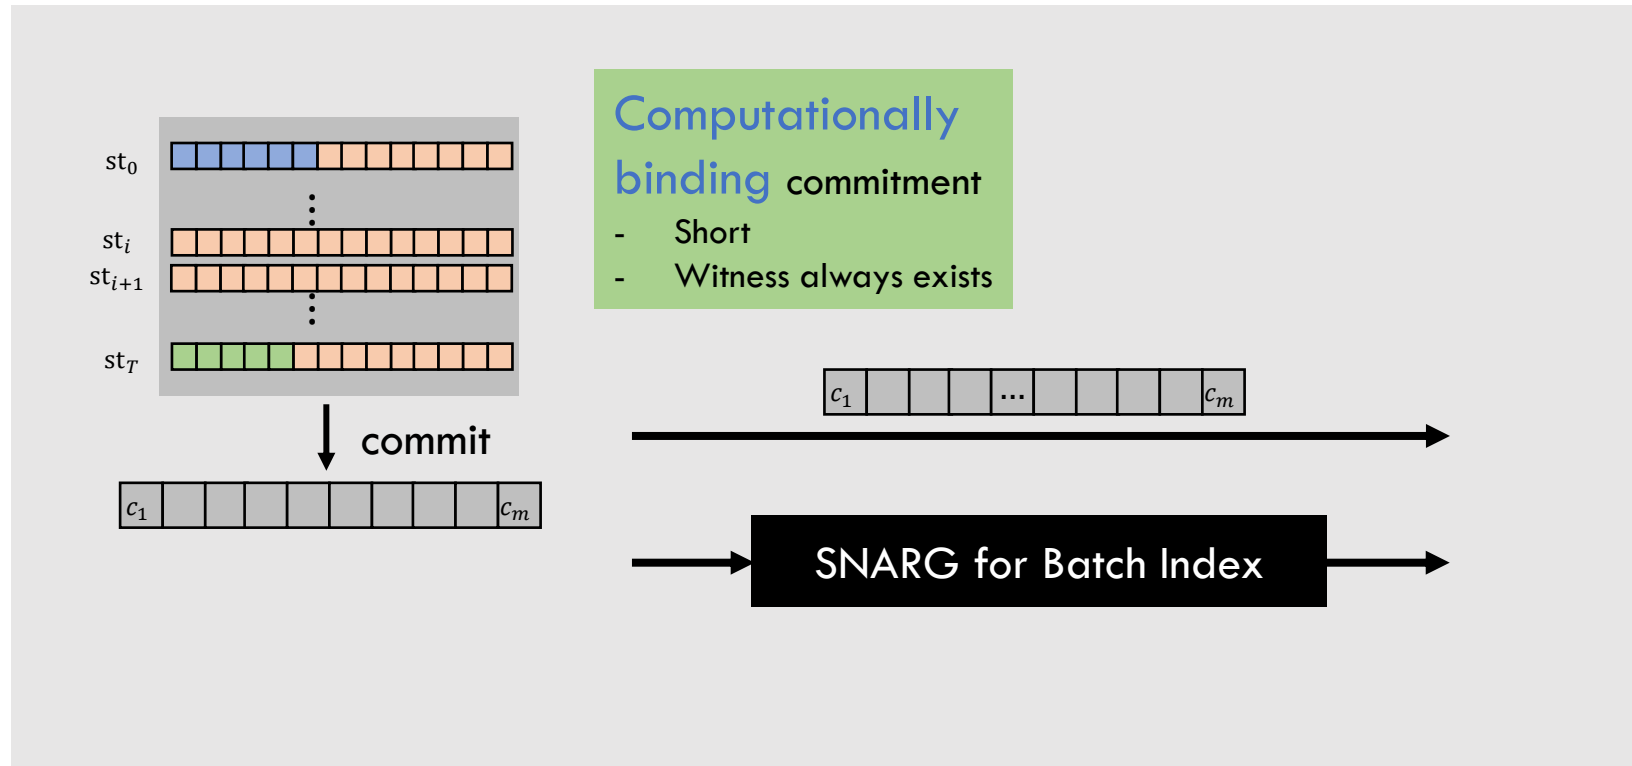 st₀
⋮
stᵢ
stᵢ₊₁
⋮
st_T
commit
c₁ cₘ
Computationally
binding commitment
- Short
- Witness always exists
c₁ ... cₘ
SNARG for Batch Index